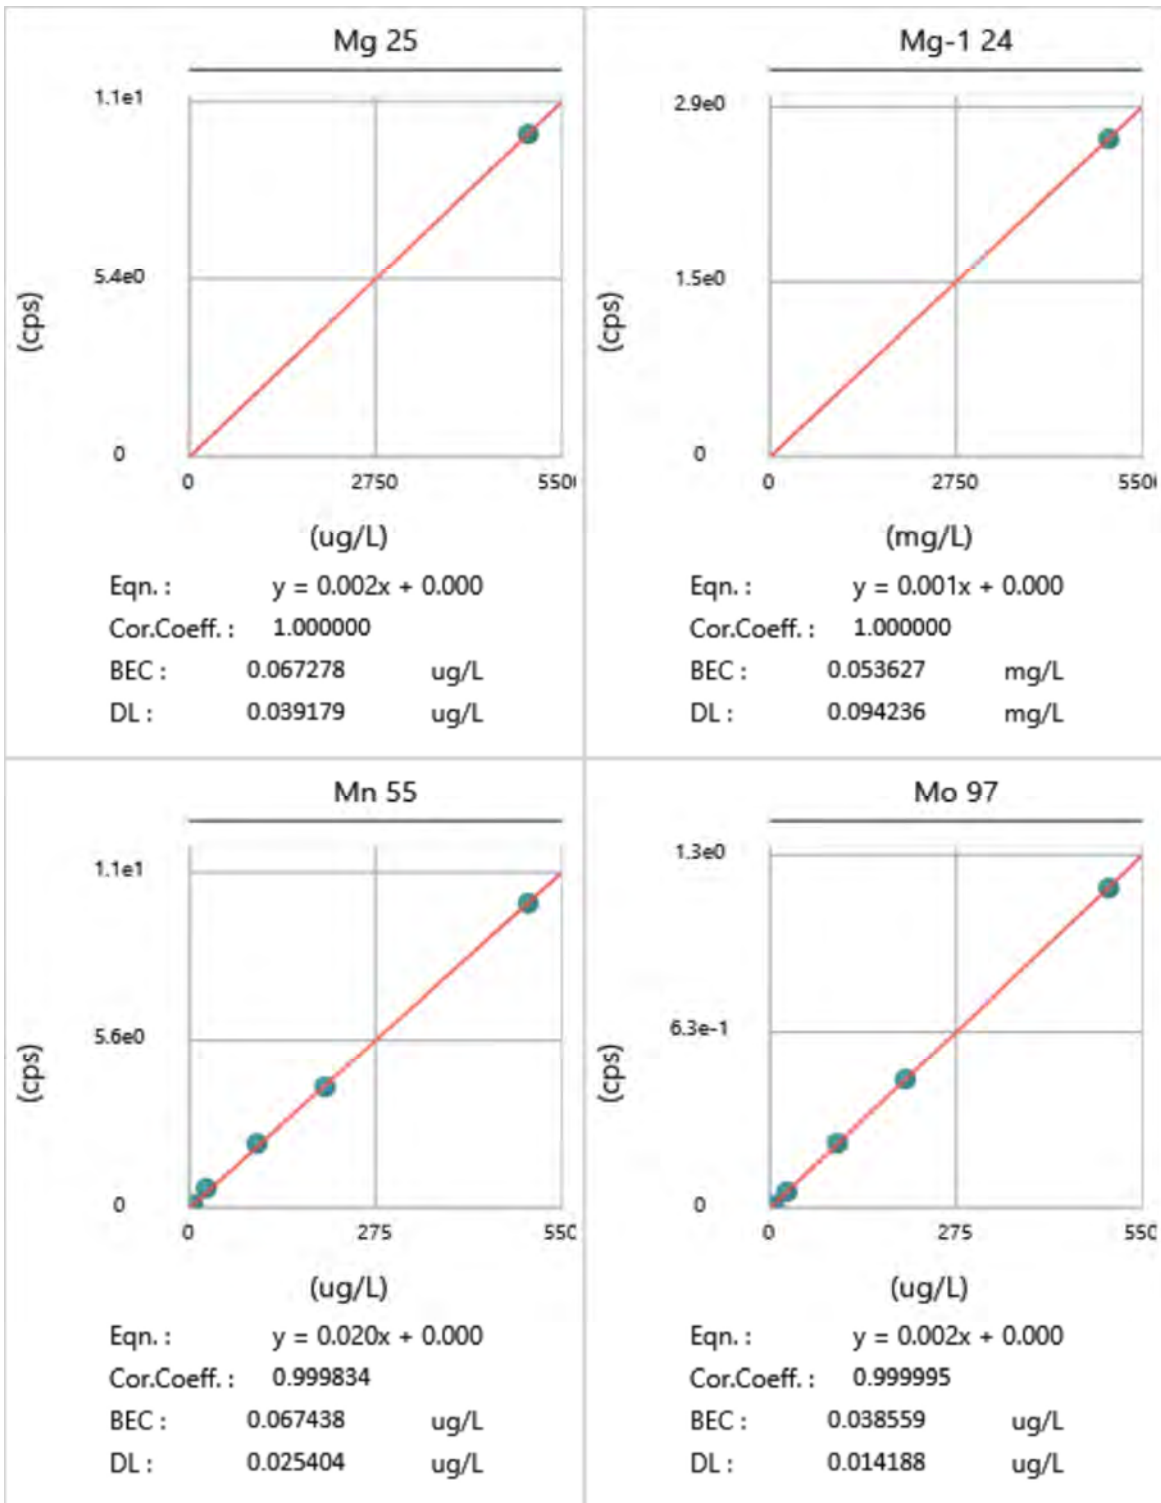 Mg 25
1.1e1
5.4e0
(cps)
0
0 2750 5500
(ug/L)
Eqn. : y = 0.002x + 0.000
Cor.Coeff. : 1.000000
BEC : 0.067278 ug/L
DL : 0.039179 ug/L
Mg-1 24
2.9e0
1.5e0
(cps)
0
0 2750 5500
(mg/L)
Eqn. : y = 0.001x + 0.000
Cor.Coeff. : 1.000000
BEC : 0.053627 mg/L
DL : 0.094236 mg/L
Mn 55
1.1e1
5.6e0
(cps)
0
0 275 550
(ug/L)
Eqn. : y = 0.020x + 0.000
Cor.Coeff. : 0.999834
BEC : 0.067438 ug/L
DL : 0.025404 ug/L
Mo 97
1.3e0
6.3e-1
(cps)
0
0 275 550
(ug/L)
Eqn. : y = 0.002x + 0.000
Cor.Coeff. : 0.999995
BEC : 0.038559 ug/L
DL : 0.014188 ug/L